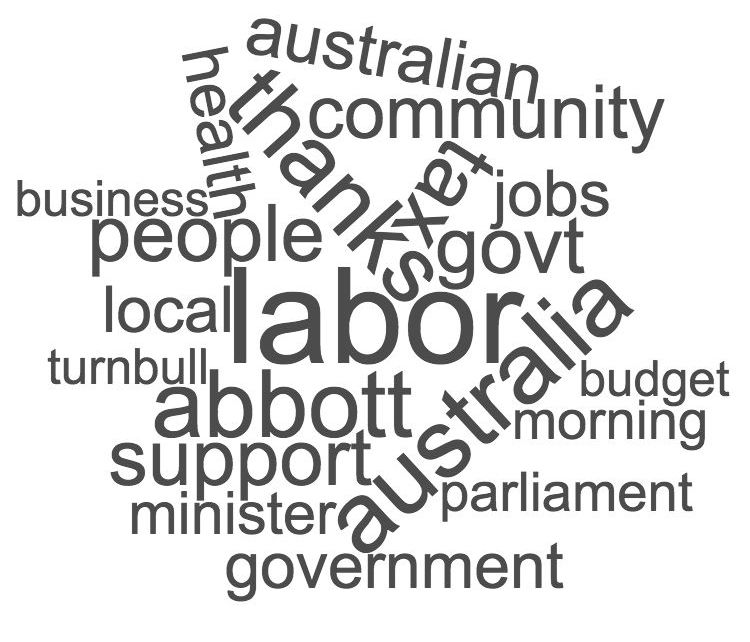 australian
health
thanks
community
tax
business
jobs
people
govt
local
labor
australia
turnbull
abbott
budget
morning
support
parliament
minister
government